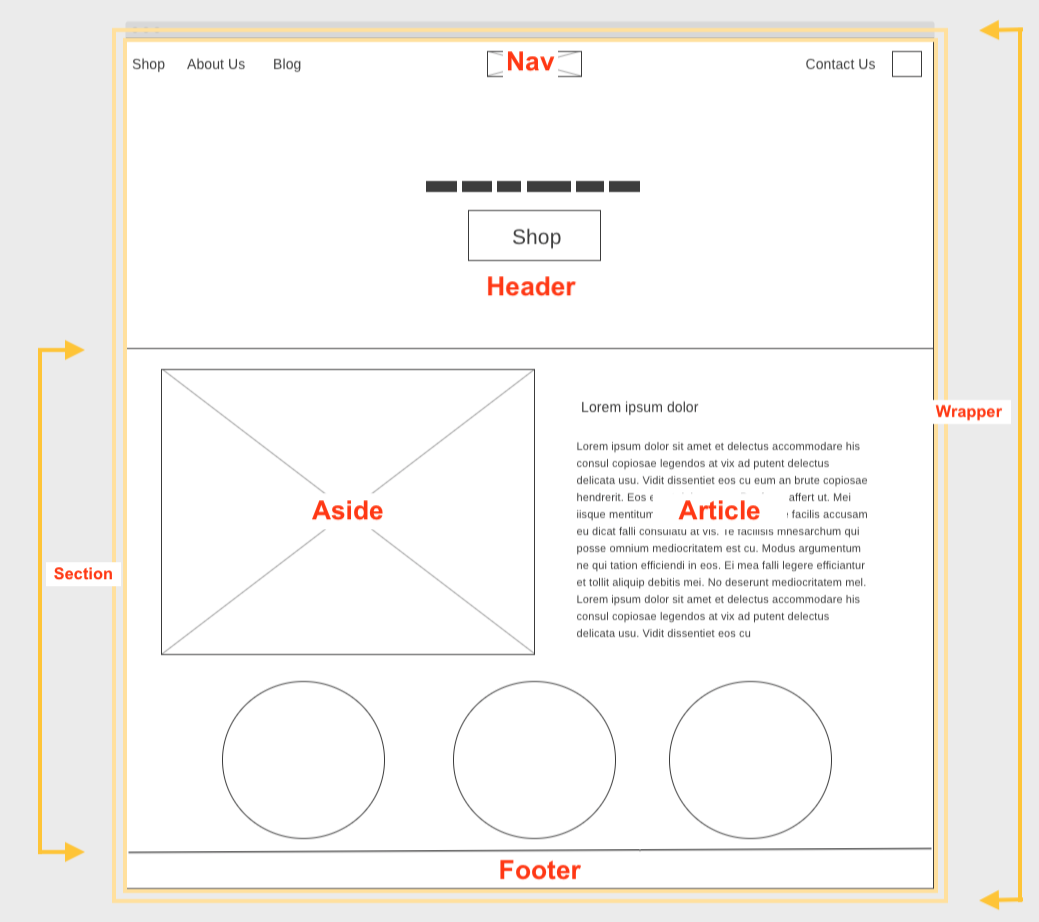 Shop About Us Blog Nav Contact Us
Shop
Header
Wrapper
Lorem ipsum dolor
Lorem ipsum dolor sit amet et delectus accommodare his
consul copiosae legendos at vix ad putent delectus
delicata usu. Vidit dissentiet eos cu eum an brute copiosae
hendrerit. Eos affert ut. Mei
iisque mentitum facilis accusam
eu dicat falli consulatu at vis. Te facilisis mnesarchum qui
posse omnium mediocritatem est cu. Modus argumentum
ne qui tation efficiendi in eos. Ei mea falli legere efficiantur
et tollit aliquip debitis mei. No deserunt mediocritatem mel.
Lorem ipsum dolor sit amet et delectus accommodare his
consul copiosae legendos at vix ad putent delectus
delicata usu. Vidit dissentiet eos cu
Aside
Article
Section
Footer